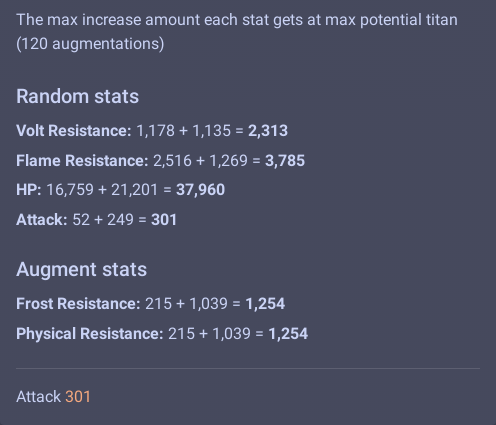 The max increase amount each stat gets at max potential titan
(120 augmentations)
Random stats
Volt Resistance: 1,178 + 1,135 = 2,313
Flame Resistance: 2,516 + 1,269 = 3,785
HP: 16,759 + 21,201 = 37,960
Attack: 52 + 249 = 301
Augment stats
Frost Resistance: 215 + 1,039 = 1,254
Physical Resistance: 215 + 1,039 = 1,254
Attack 301